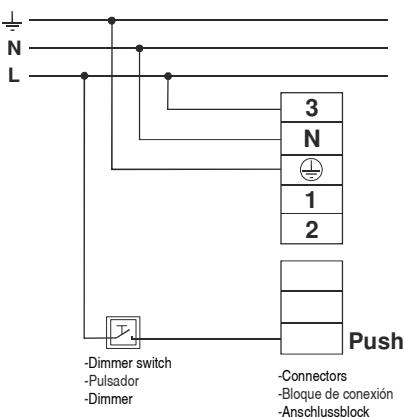 N
L
3
N
1
2
Push
-Dimmer switch
-Pulsador
-Dimmer
-Connectors
-Bloque de conexión
-Anschlussblock